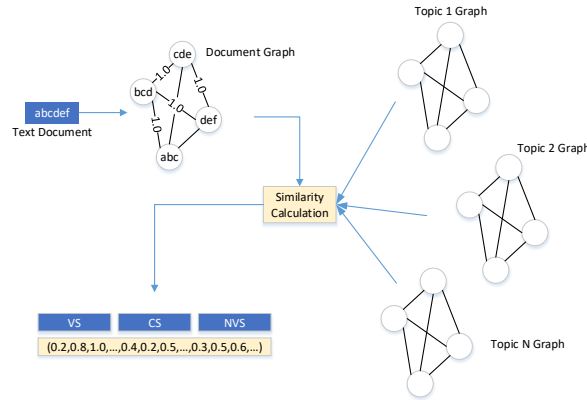 Topic 1 Graph
Document Graph
cde
1.0
1.0
bcd
1.0
abcdef
def
Text Document
1.0
abc
Topic 2 Graph
Similarity
Calculation
VS
CS
NVS
(0.2,0.8,1.0,...,0.4,0.2,0.5,...,0.3,0.5,0.6,...)
Topic N Graph